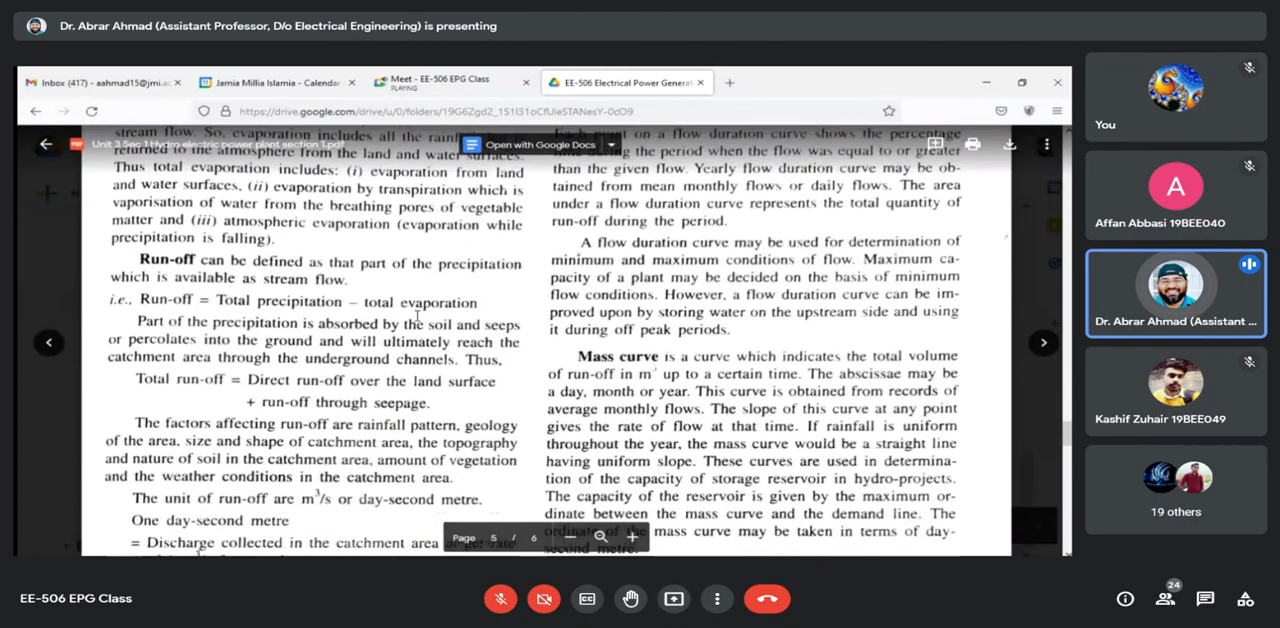 Dr. Abrar Ahmad (Assistant Professor, D/o Electrical Engineering) is presenting
Inbox (417) - aahmad15@jmi.ac
Jamia Millia Islamia - Calendar
Meet - EE-506 EPG Class
PLAYING
EE-506 Electrical Power Generat
https://drive.google.com/drive/u/0/folders/
Unit 3 Sec 1 Hydro electric power plant section 1.pdf
Open with Google Docs
stream flow. So, evaporation includes all the
returned to the atmosphere from the land and water surfaces.
Thus total evaporation includes: (i) evaporation from land
and water surfaces, (ii) evaporation by transpiration which is
vaporisation of water from the breathing pores of vegetable
matter and (iii) atmospheric evaporation (evaporation while
precipitation is falling).
Run-off can be defined as that part of the precipitation
which is available as stream flow.
i.e., Run-off = Total precipitation – total evaporation
Part of the precipitation is absorbed by the soil and seeps
or percolates into the ground and will ultimately reach the
catchment area through the underground channels. Thus,
Total run-off = Direct run-off over the land surface
+ run-off through seepage.
The factors affecting run-off are rainfall pattern, geology
of the area, size and shape of catchment area, the topography
and nature of soil in the catchment area, amount of vegetation
and the weather conditions in the catchment area.
The unit of run-off are m³/s or day-second metre.
One day-second metre
= Discharge collected in the catchment area
Each point on a flow duration curve shows the percentage
during the period when the flow was equal to or greater
than the given flow. Yearly flow duration curve may be ob-
tained from mean monthly flows or daily flows. The area
under a flow duration curve represents the total quantity of
run-off during the period.
A flow duration curve may be used for determination of
minimum and maximum conditions of flow. Maximum ca-
pacity of a plant may be decided on the basis of minimum
flow conditions. However, a flow duration curve can be im-
proved upon by storing water on the upstream side and using
it during off peak periods.
Mass curve is a curve which indicates the total volume
of run-off in m³ up to a certain time. The abscissae may be
a day, month or year. This curve is obtained from records of
average monthly flows. The slope of this curve at any point
gives the rate of flow at that time. If rainfall is uniform
throughout the year, the mass curve would be a straight line
having uniform slope. These curves are used in determina-
tion of the capacity of storage reservoir in hydro-projects.
The capacity of the reservoir is given by the maximum or-
dinate between the mass curve and the demand line. The
ordinate of the mass curve may be taken in terms of day-
second metre.
Page 5 / 6
You
A
Affan Abbasi 19BEE040
Dr. Abrar Ahmad (Assistant ...
Kashif Zuhair 19BEE049
19 others
EE-506 EPG Class
24